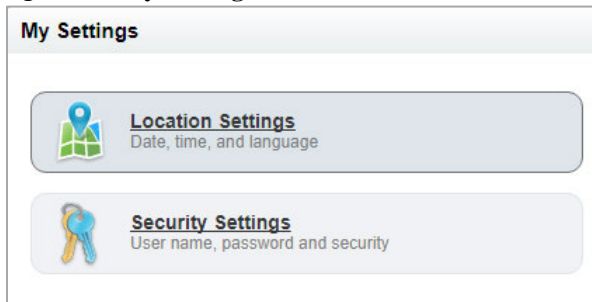 My Settings
Location Settings
Date, time, and language
Security Settings
User name, password and security